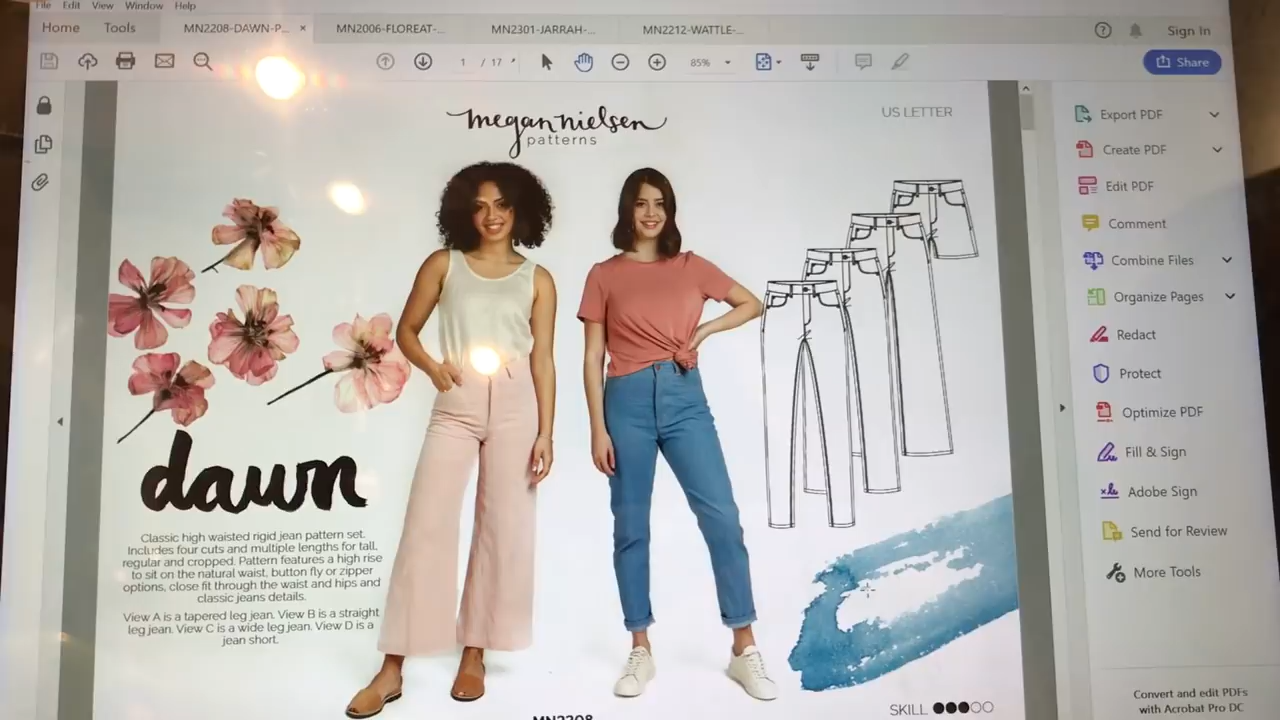 File Edit View Window Help
Home Tools MN2208-DAWN-P... × MN2006-FLOREAT-... MN2301-JARRAH-... MN2212-WATTLE-...
Sign In
1 / 17
85%
Share
megan nielsen
patterns
US LETTER
dawn
Classic high waisted rigid jean pattern set.
Includes four cuts and multiple lengths for tall,
regular and cropped. Pattern features a high rise
to sit on the natural waist, button fly or zipper
options, close fit through the waist and hips and
classic jeans details.
View A is a tapered leg jean. View B is a straight
leg jean. View C is a wide leg jean. View D is a
jean short.
MN2208
SKILL
Export PDF
Create PDF
Edit PDF
Comment
Combine Files
Organize Pages
Redact
Protect
Optimize PDF
Fill & Sign
Adobe Sign
Send for Review
More Tools
Convert and edit PDFs
with Acrobat Pro DC